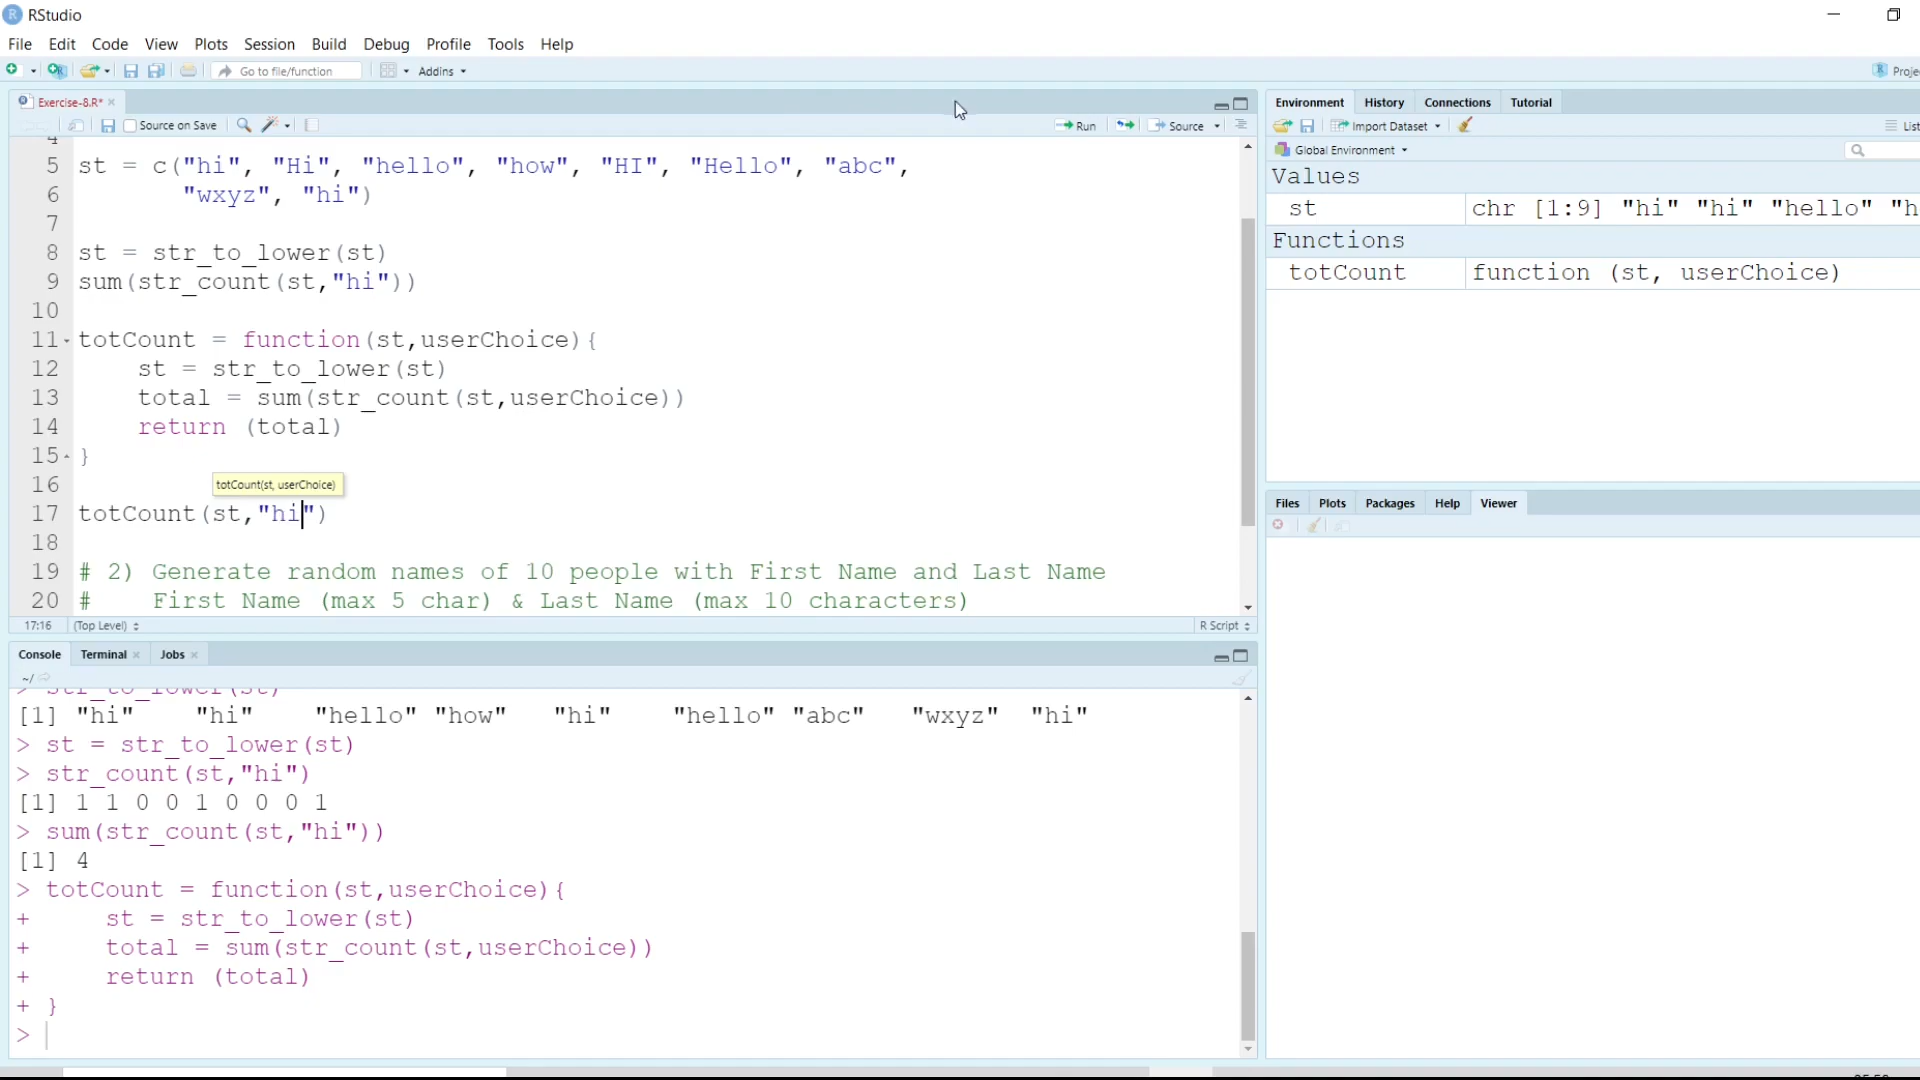 RStudio
File Edit Code View Plots Session Build Debug Profile Tools Help
Go to file/function Addins
Exercise-8.R*
Source on Save Run Source
5 st = c("hi", "Hi", "hello", "how", "HI", "Hello", "abc",
6 "wxyz", "hi")
7
8 st = str_to_lower(st)
9 sum(str_count(st,"hi"))
10
11 totCount = function(st,userChoice){
12 st = str_to_lower(st)
13 total = sum(str_count(st,userChoice))
14 return (total)
15 }
16 totCount(st, userChoice)
17 totCount(st,"hi")
18
19 # 2) Generate random names of 10 people with First Name and Last Name
20 # First Name (max 5 char) & Last Name (max 10 characters)
17:16 (Top Level) R Script
Console Terminal Jobs
~/
> str_to_lower(st)
[1] "hi" "hi" "hello" "how" "hi" "hello" "abc" "wxyz" "hi"
> st = str_to_lower(st)
> str_count(st,"hi")
[1] 1 1 0 0 1 0 0 0 1
> sum(str_count(st,"hi"))
[1] 4
> totCount = function(st,userChoice){
+ st = str_to_lower(st)
+ total = sum(str_count(st,userChoice))
+ return (total)
+ }
>
Environment History Connections Tutorial
Import Dataset List
Global Environment
Values
st chr [1:9] "hi" "hi" "hello" "h
Functions
totCount function (st, userChoice)
Files Plots Packages Help Viewer